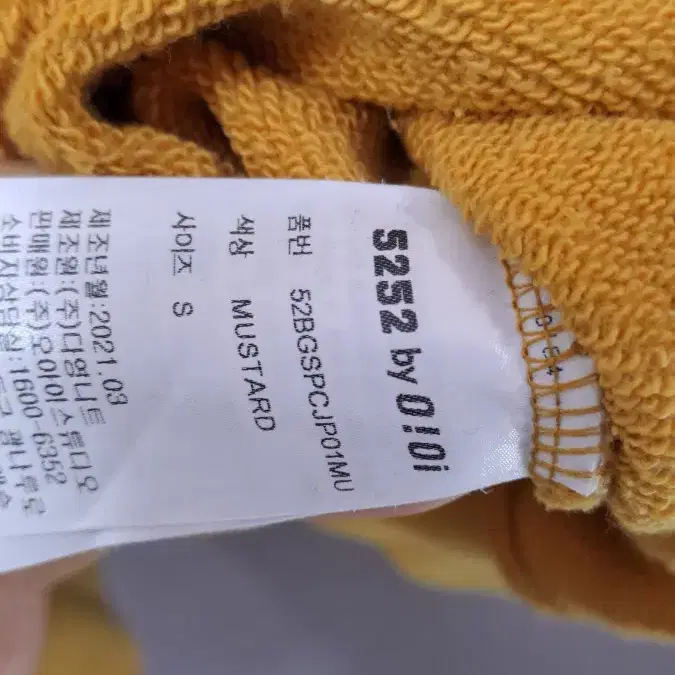 5252 by O!Oi
품번 52BGSPCJP01MU
색상 MUSTARD
사이즈 S
제조년월:2021.03
제조원:(주)다영니트
판매원:(주)오아이스튜디오
소비자상담실:1600-6352